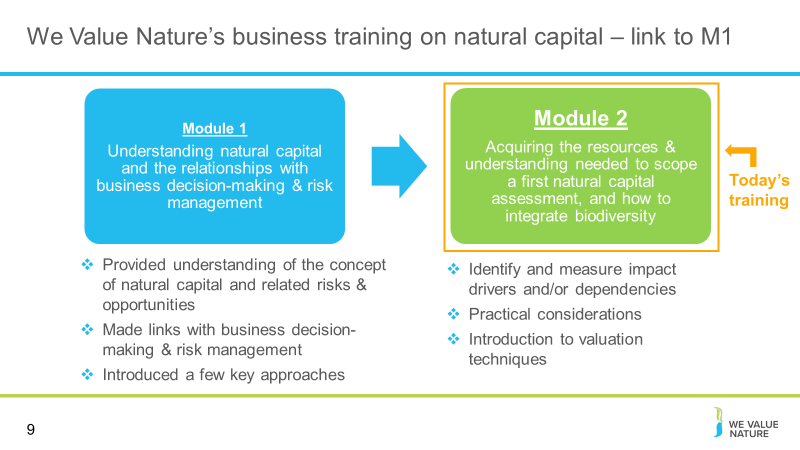 We Value Nature’s business training on natural capital – link to M1
Module 1
Understanding natural capital
and the relationships with
business decision-making & risk
management
Module 2
Acquiring the resources &
understanding needed to scope
a first natural capital
assessment, and how to
integrate biodiversity
Today’s
training
❖ Provided understanding of the concept
of natural capital and related risks &
opportunities
❖ Made links with business decision-
making & risk management
❖ Introduced a few key approaches
❖ Identify and measure impact
drivers and/or dependencies
❖ Practical considerations
❖ Introduction to valuation
techniques
9
WE VALUE
NATURE